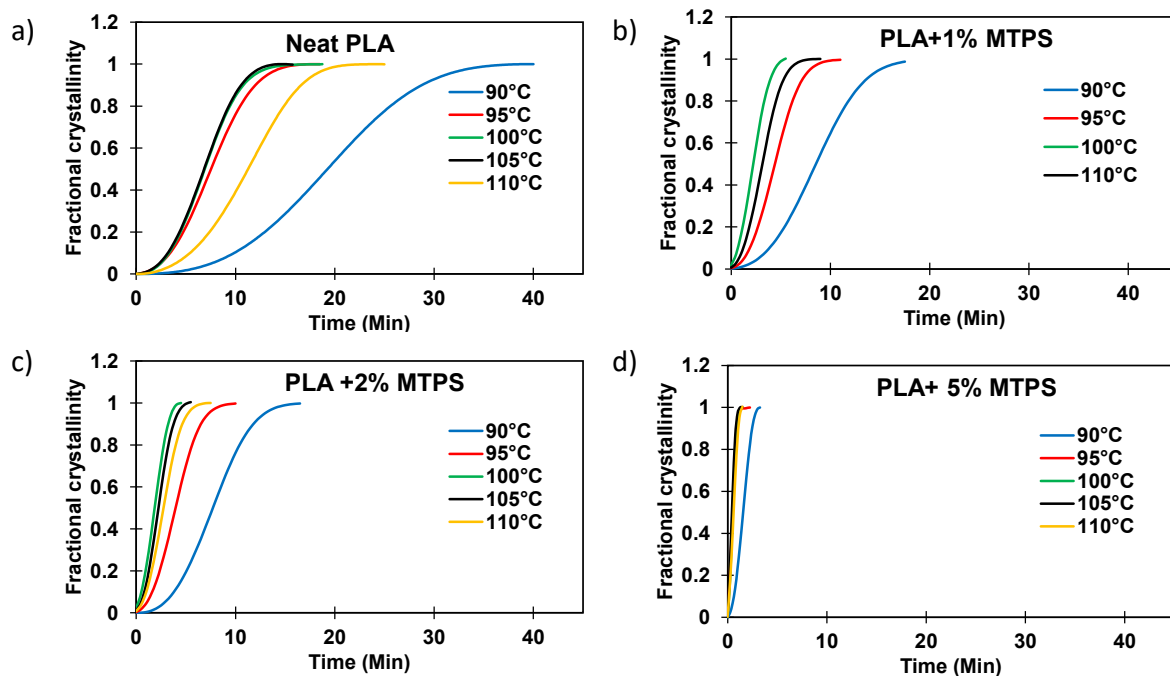 a)
Neat PLA
Fractional crystallinity
1.2
1
0.8
0.6
0.4
0.2
0
90°C
95°C
100°C
105°C
110°C
0 10 20 30 40
Time (Min)
b)
PLA+1% MTPS
Fractional crystallinity
1.2
1
0.8
0.6
0.4
0.2
0
90°C
95°C
100°C
110°C
0 10 20 30 40
Time (Min)
c)
PLA +2% MTPS
Fractional crystallinity
1.2
1
0.8
0.6
0.4
0.2
0
90°C
95°C
100°C
105°C
110°C
0 10 20 30 40
Time (Min)
d)
PLA+ 5% MTPS
Fractional crystallinity
1.2
1
0.8
0.6
0.4
0.2
0
90°C
95°C
100°C
105°C
110°C
0 10 20 30 40
Time (Min)